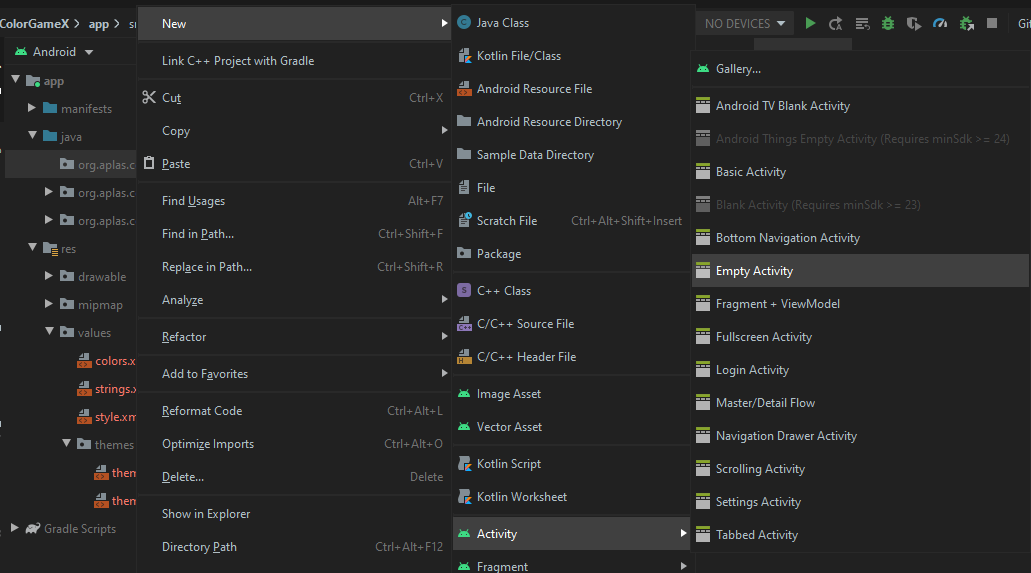 ColorGameX > app > s
NO DEVICES
Gi
Android
app
manifests
java
org.aplas.c
org.aplas.c
org.aplas.c
res
drawable
mipmap
values
colors.x
strings.x
style.xm
themes
them
them
Gradle Scripts
New
Link C++ Project with Gradle
Cut Ctrl+X
Copy
Paste Ctrl+V
Find Usages Alt+F7
Find in Path... Ctrl+Shift+F
Replace in Path... Ctrl+Shift+R
Analyze
Refactor
Add to Favorites
Reformat Code Ctrl+Alt+L
Optimize Imports Ctrl+Alt+O
Delete... Delete
Show in Explorer
Directory Path Ctrl+Alt+F12
Java Class
Kotlin File/Class
Android Resource File
Android Resource Directory
Sample Data Directory
File
Scratch File Ctrl+Alt+Shift+Insert
Package
C++ Class
C/C++ Source File
C/C++ Header File
Image Asset
Vector Asset
Kotlin Script
Kotlin Worksheet
Activity
Fragment
Gallery...
Android TV Blank Activity
Android Things Empty Activity (Requires minSdk >= 24)
Basic Activity
Blank Activity (Requires minSdk >= 23)
Bottom Navigation Activity
Empty Activity
Fragment + ViewModel
Fullscreen Activity
Login Activity
Master/Detail Flow
Navigation Drawer Activity
Scrolling Activity
Settings Activity
Tabbed Activity